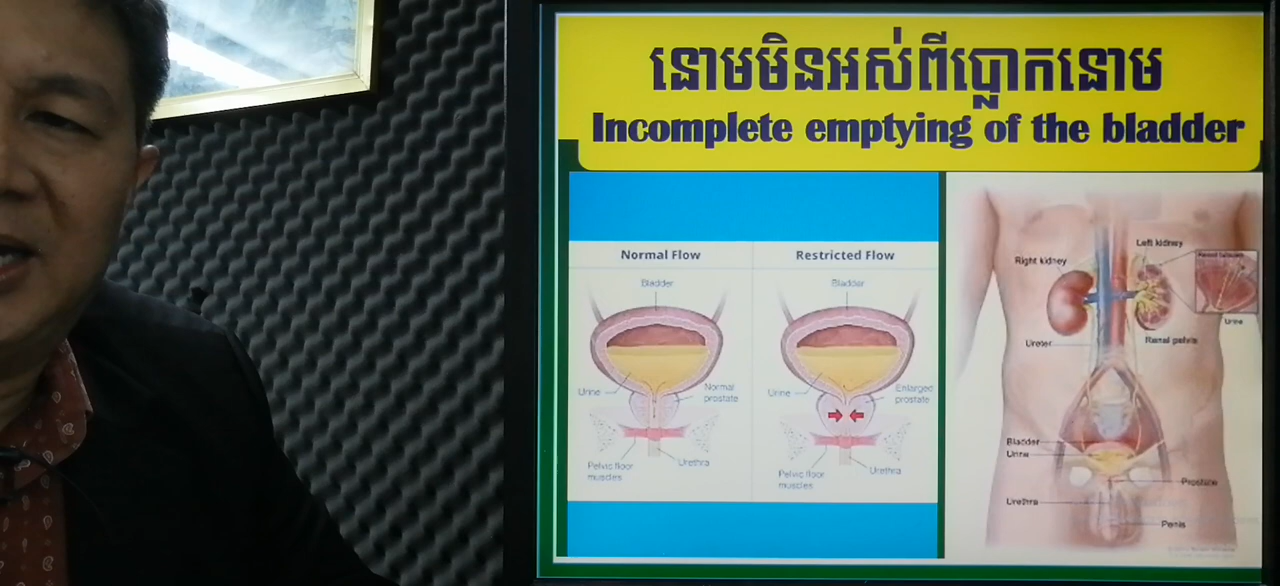 នោមមិនអស់ពីប្លោកនោម
Incomplete emptying of the bladder
Normal Flow
Bladder
Urine
Normal
prostate
Pelvic floor
muscles
Urethra
Restricted Flow
Bladder
Urine
Enlarged
prostate
Pelvic floor
muscles
Urethra
Left kidney
Right kidney
Urine
Ureter
Renal pelvis
Bladder
Urine
Prostate
Urethra
Penis